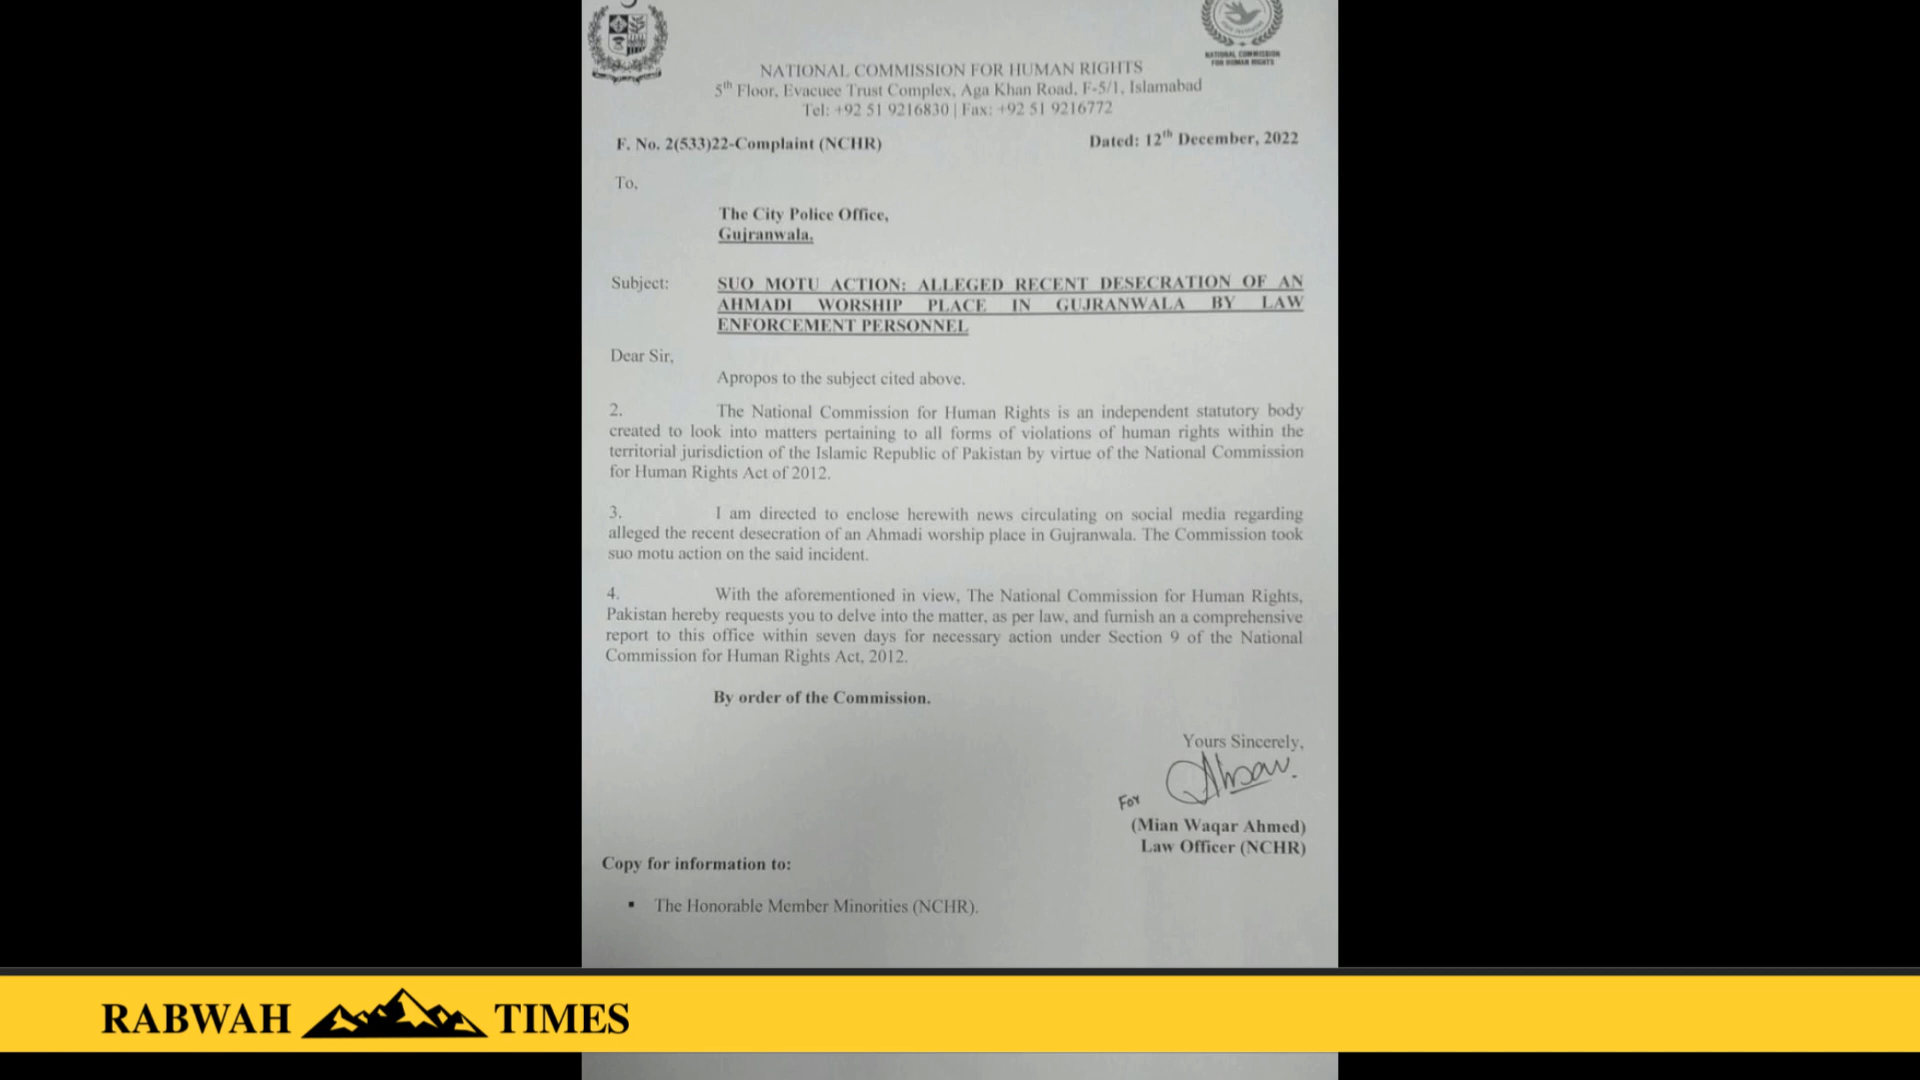 NATIONAL COMMISSION
FOR HUMAN RIGHTS
NATIONAL COMMISSION FOR HUMAN RIGHTS
5th Floor, Evacuee Trust Complex, Aga Khan Road, F-5/1, Islamabad
Tel: +92 51 9216830 | Fax: +92 51 9216772
F. No. 2(533)22-Complaint (NCHR)
Dated: 12th December, 2022
To,
The City Police Office,
Gujranwala.
Subject:
SUO MOTU ACTION: ALLEGED RECENT DESECRATION OF AN
AHMADI WORSHIP PLACE IN GUJRANWALA BY LAW
ENFORCEMENT PERSONNEL
Dear Sir,
Apropos to the subject cited above.
2. The National Commission for Human Rights is an independent statutory body
created to look into matters pertaining to all forms of violations of human rights within the
territorial jurisdiction of the Islamic Republic of Pakistan by virtue of the National Commission
for Human Rights Act of 2012.
3. I am directed to enclose herewith news circulating on social media regarding
alleged the recent desecration of an Ahmadi worship place in Gujranwala. The Commission took
suo motu action on the said incident.
4. With the aforementioned in view, The National Commission for Human Rights,
Pakistan hereby requests you to delve into the matter, as per law, and furnish an a comprehensive
report to this office within seven days for necessary action under Section 9 of the National
Commission for Human Rights Act, 2012.
By order of the Commission.
Yours Sincerely,
For
(Mian Waqar Ahmed)
Law Officer (NCHR)
Copy for information to:
▪ The Honorable Member Minorities (NCHR).
RABWAH TIMES